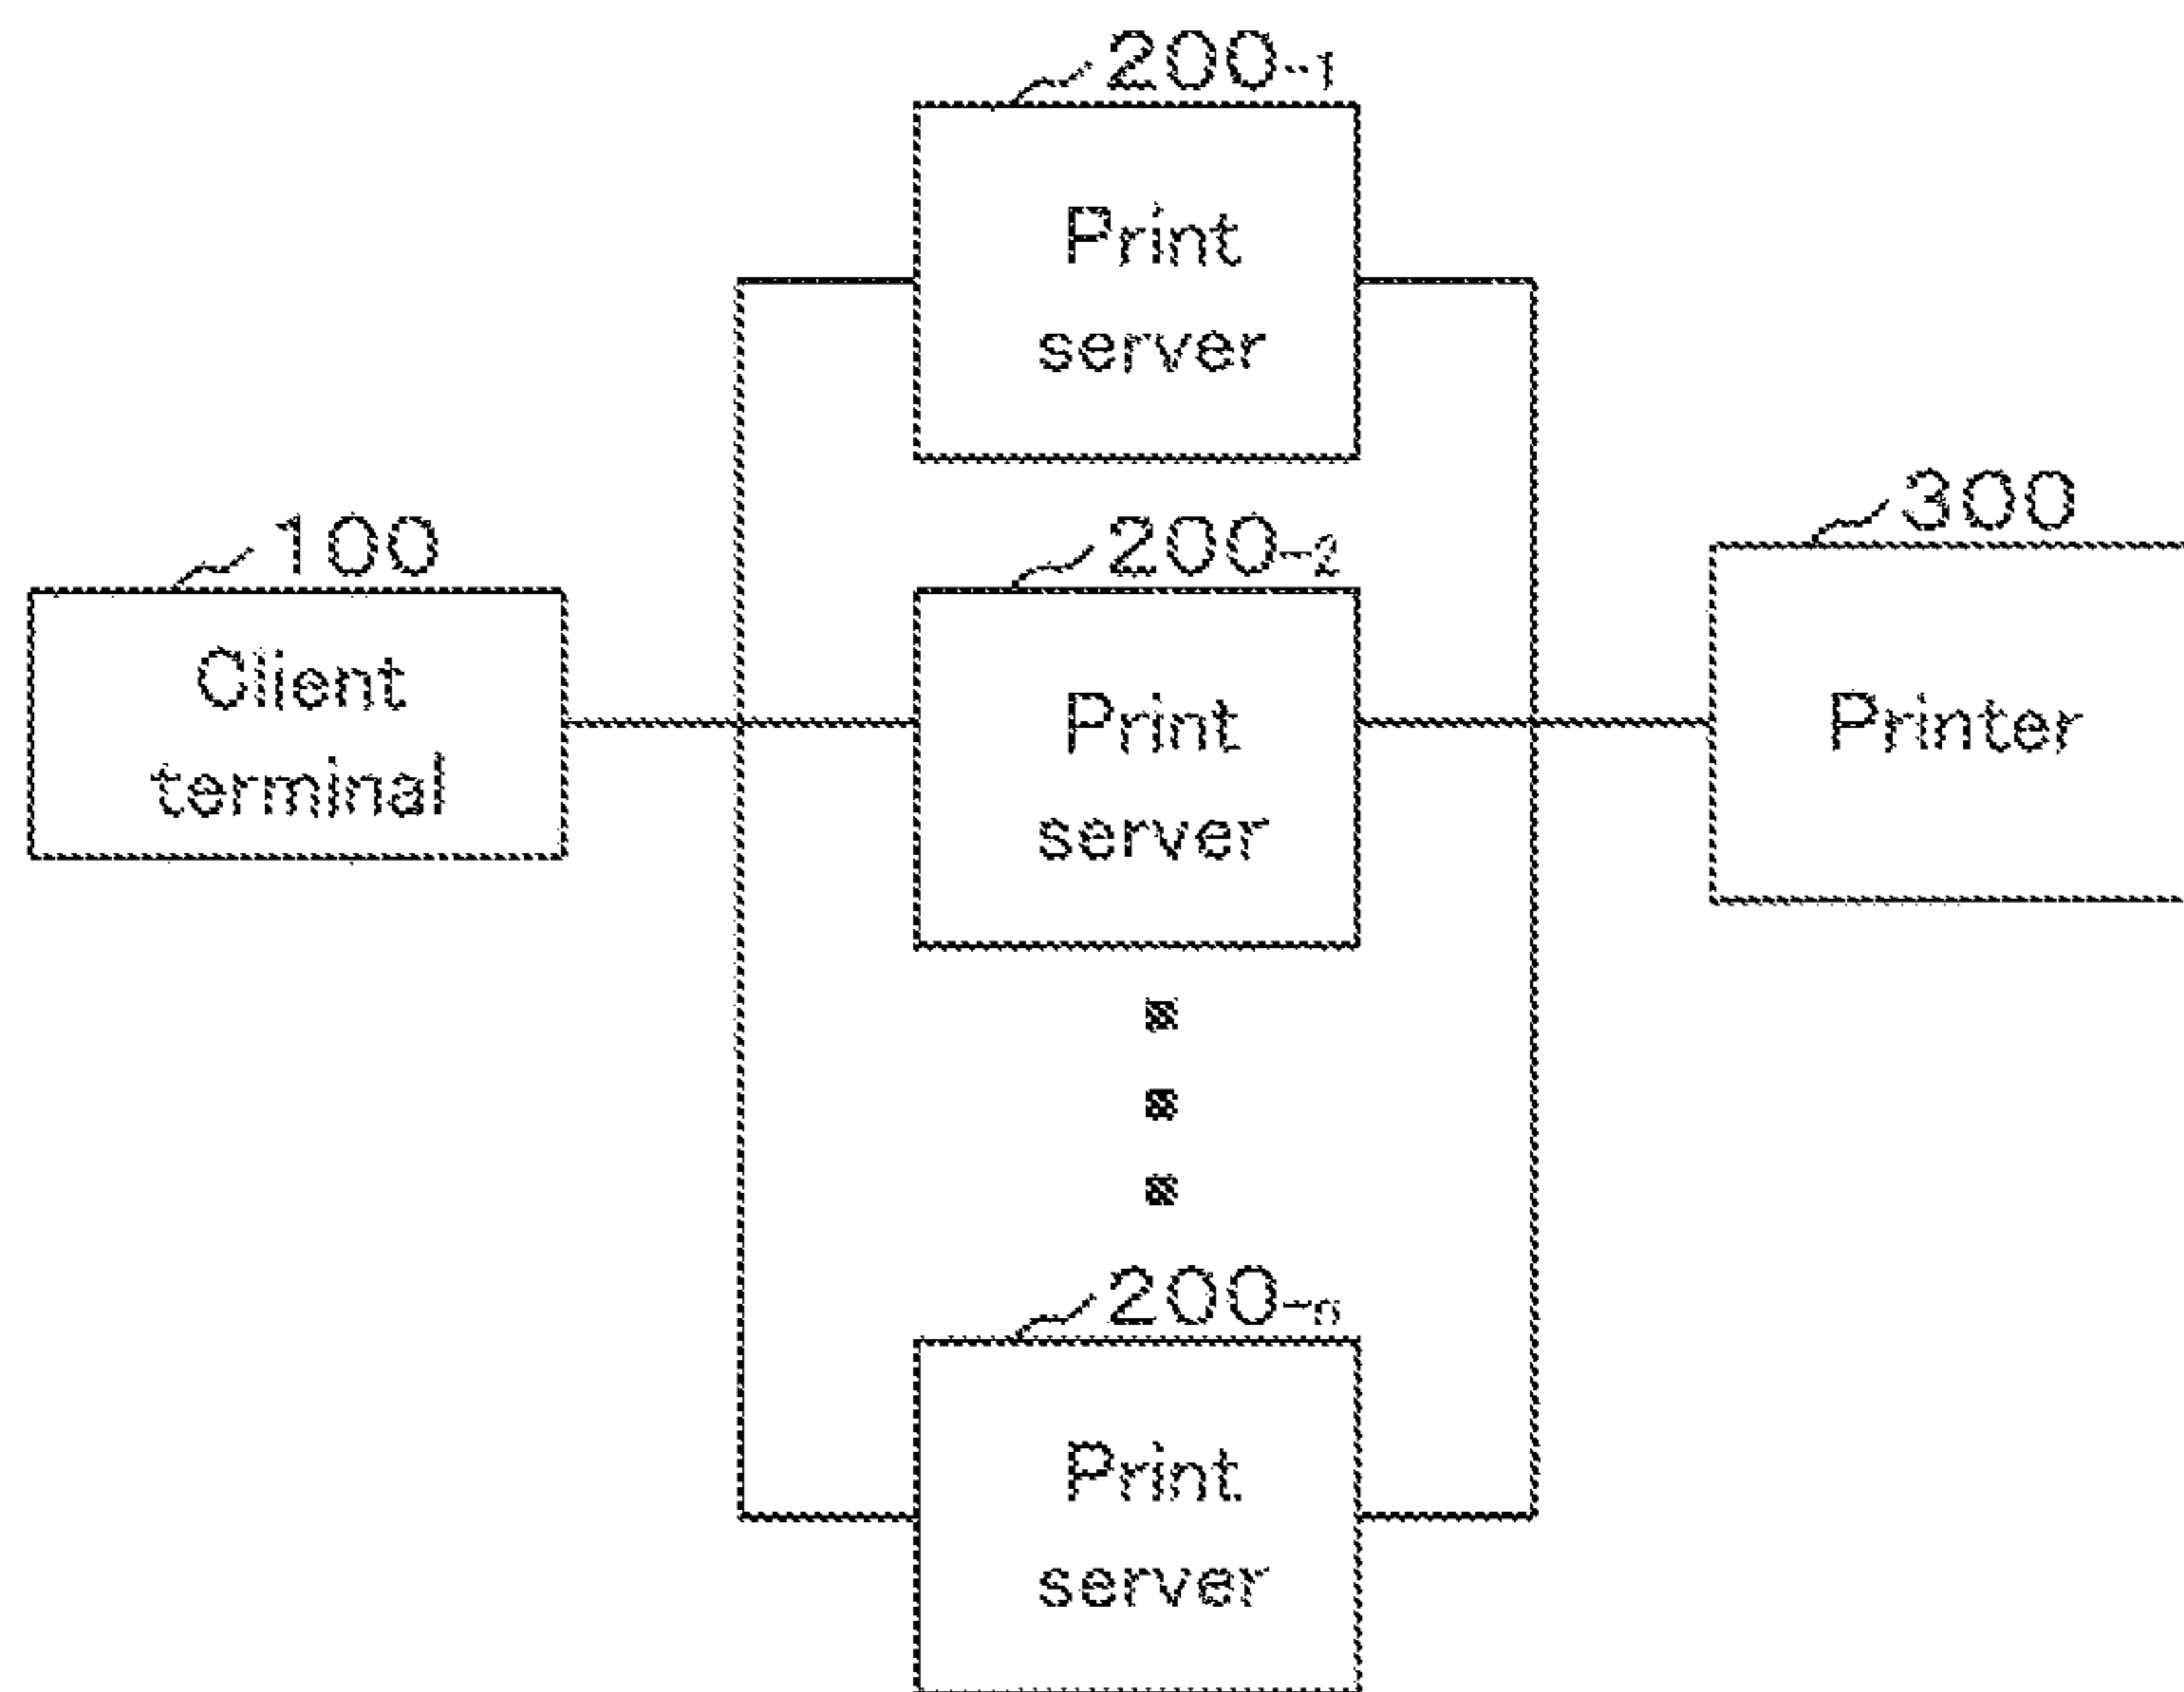 200-1
Print
server
100
Client
terminal
200-2
Print
server
300
Printer
200-n
Print
server